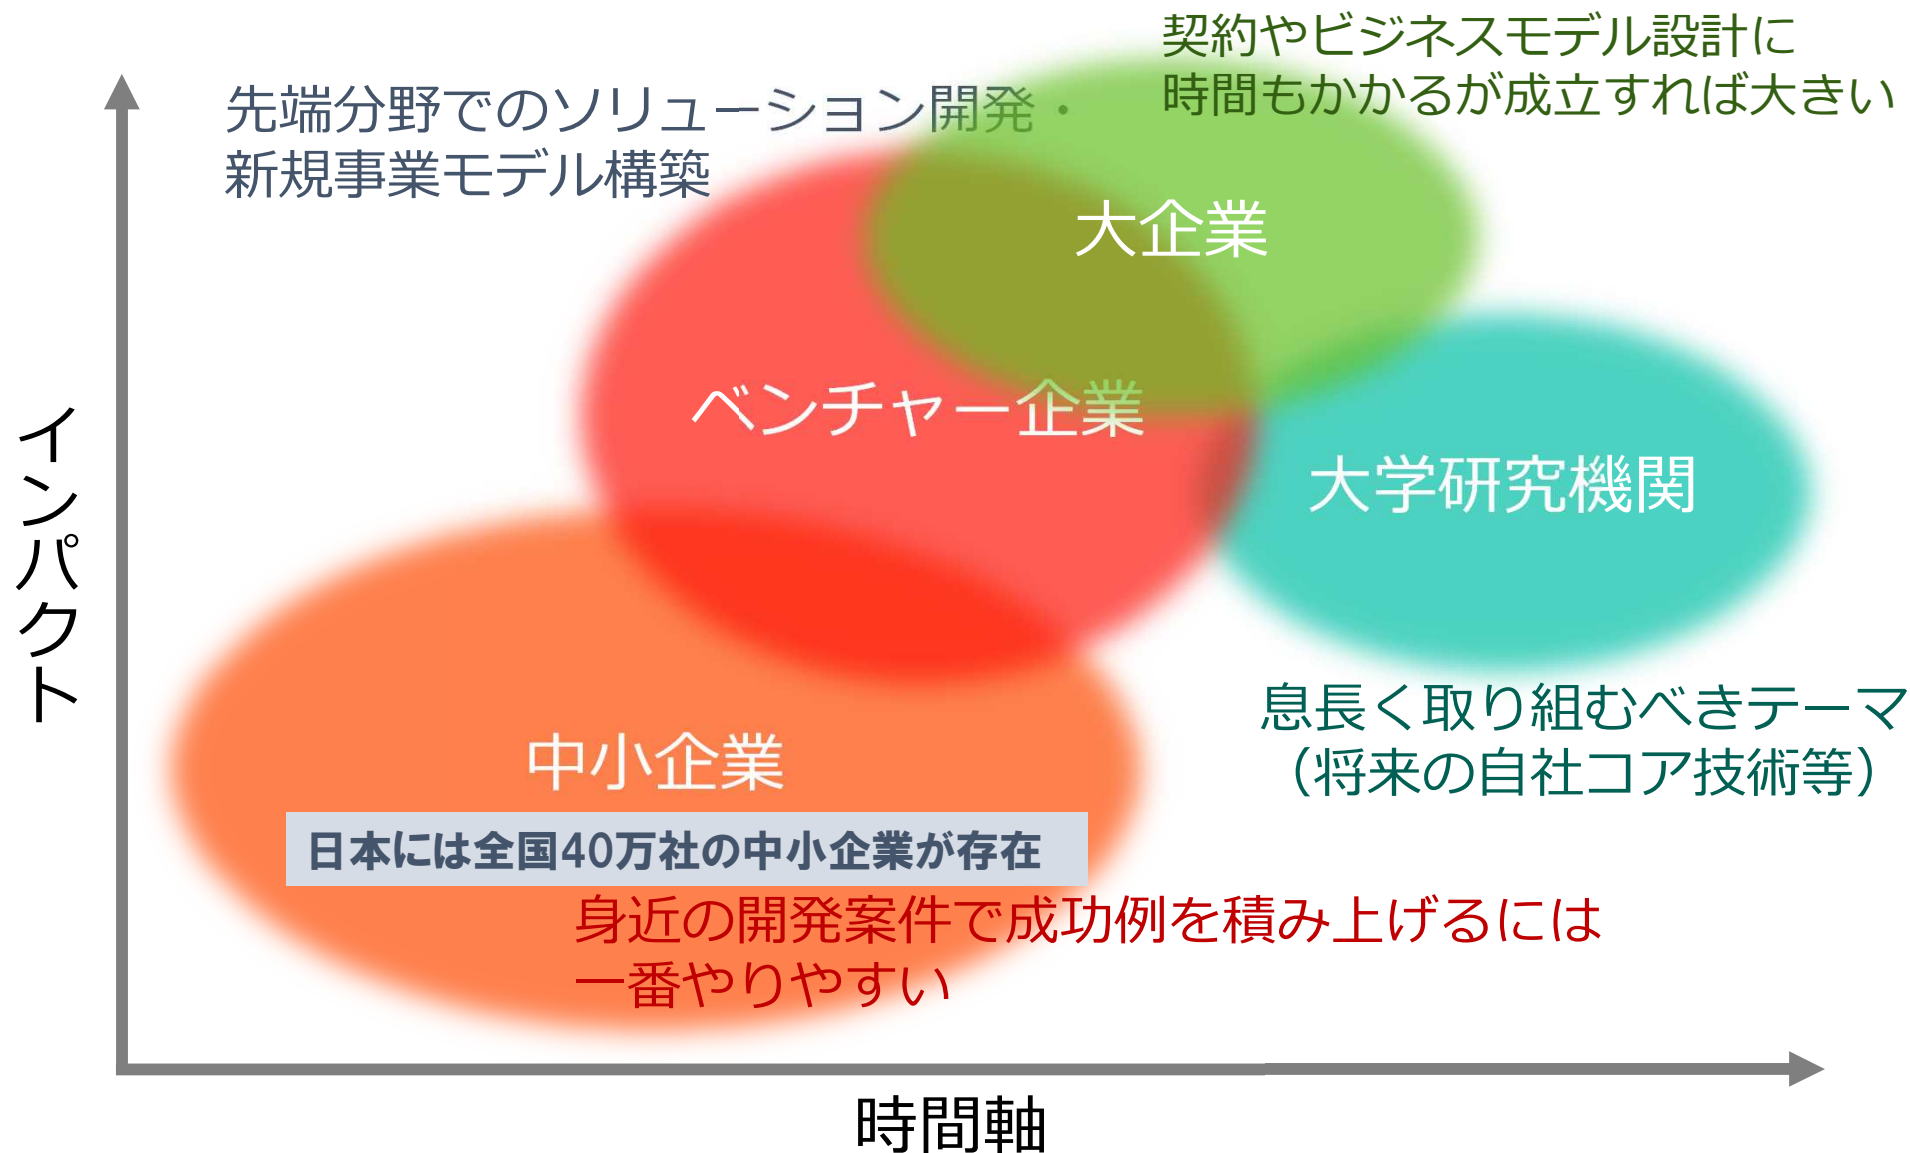 契約やビジネスモデル設計に
時間もかかるが成立すれば大きい
先端分野でのソリューション開発・
新規事業モデル構築
大企業
ベンチャー企業
大学研究機関
インパクト
息長く取り組むべきテーマ
（将来の自社コア技術等）
中小企業
日本には全国40万社の中小企業が存在
身近の開発案件で成功例を積み上げるには
一番やりやすい
時間軸